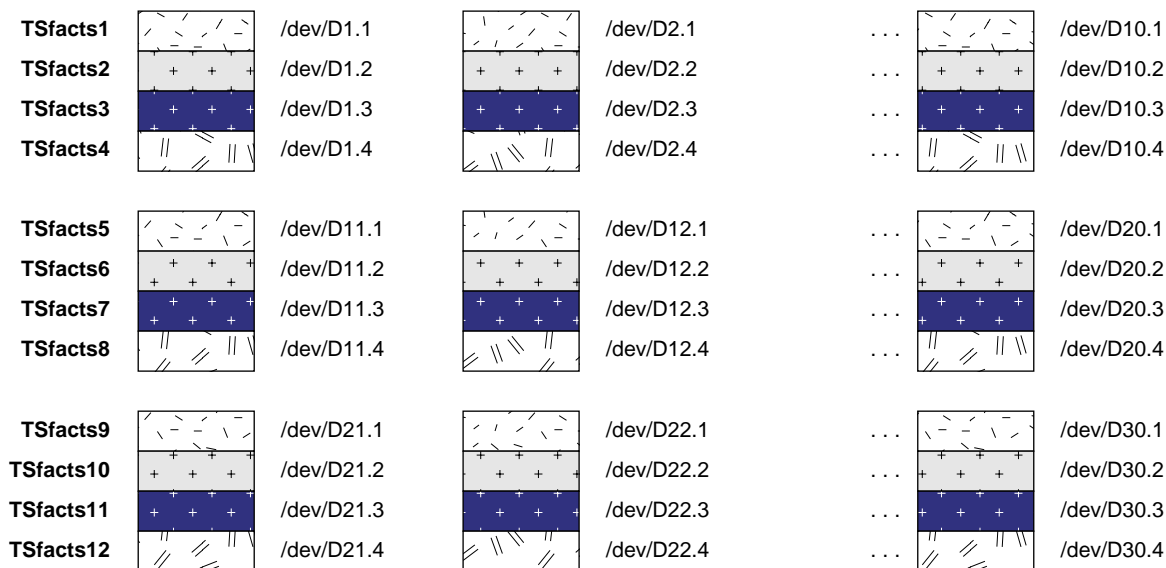 TSfacts1 /dev/D1.1 /dev/D2.1 . . . /dev/D10.1
TSfacts2 /dev/D1.2 /dev/D2.2 . . . /dev/D10.2
TSfacts3 /dev/D1.3 /dev/D2.3 . . . /dev/D10.3
TSfacts4 /dev/D1.4 /dev/D2.4 . . . /dev/D10.4
TSfacts5 /dev/D11.1 /dev/D12.1 . . . /dev/D20.1
TSfacts6 /dev/D11.2 /dev/D12.2 . . . /dev/D20.2
TSfacts7 /dev/D11.3 /dev/D12.3 . . . /dev/D20.3
TSfacts8 /dev/D11.4 /dev/D12.4 . . . /dev/D20.4
TSfacts9 /dev/D21.1 /dev/D22.1 . . . /dev/D30.1
TSfacts10 /dev/D21.2 /dev/D22.2 . . . /dev/D30.2
TSfacts11 /dev/D21.3 /dev/D22.3 . . . /dev/D30.3
TSfacts12 /dev/D21.4 /dev/D22.4 . . . /dev/D30.4